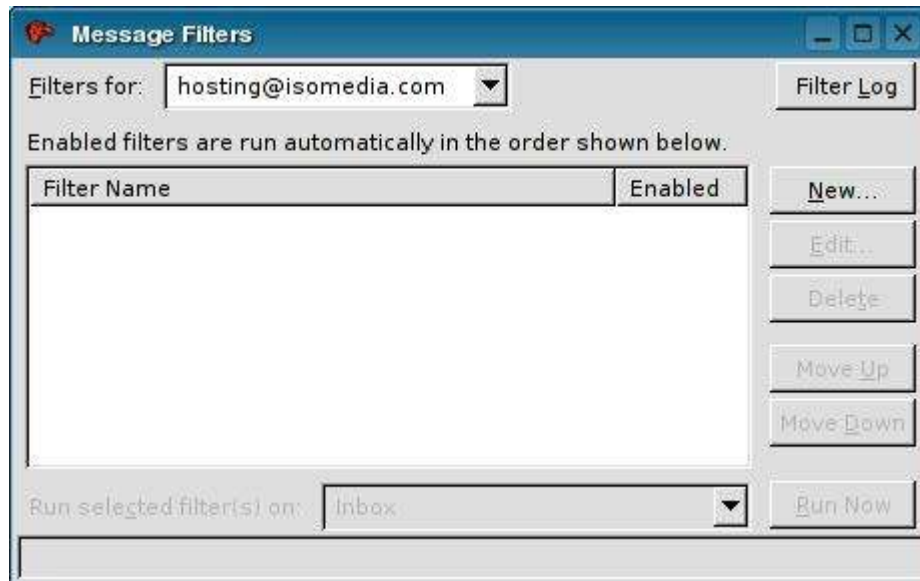 Message Filters
Filters for: hosting@isomedia.com Filter Log
Enabled filters are run automatically in the order shown below.
Filter Name Enabled
New...
Edit...
Delete
Move Up
Move Down
Run selected filter(s) on: Inbox Run Now